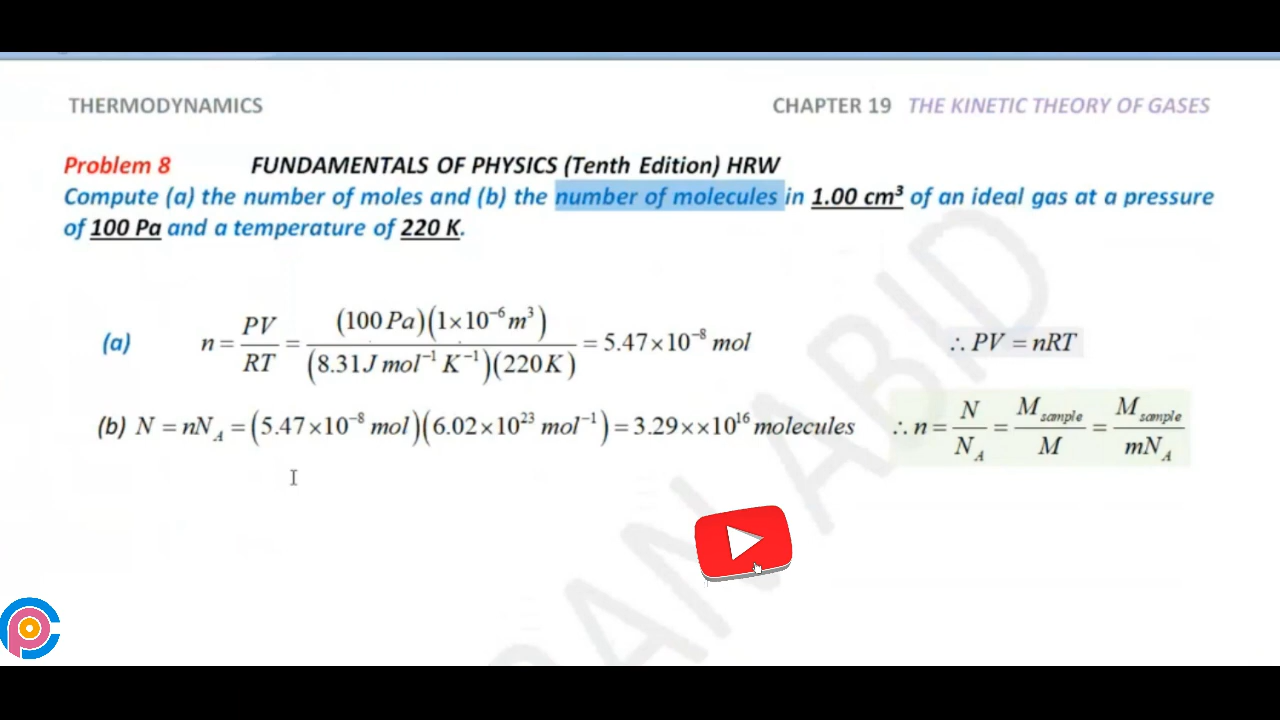 THERMODYNAMICS CHAPTER 19 THE KINETIC THEORY OF GASES
Problem 8 FUNDAMENTALS OF PHYSICS (Tenth Edition) HRW
Compute (a) the number of moles and (b) the number of molecules in 1.00 cm³ of an ideal gas at a pressure
of 100 Pa and a temperature of 220 K.
(a) n = PV/RT = (100 Pa)(1×10⁻⁶ m³)/(8.31 J mol⁻¹ K⁻¹)(220 K) = 5.47×10⁻⁸ mol ∴ PV = nRT
(b) N = nN_A = (5.47×10⁻⁸ mol)(6.02×10²³ mol⁻¹) = 3.29××10¹⁶ molecules ∴ n = N/N_A = M_sample/M = M_sample/mN_A